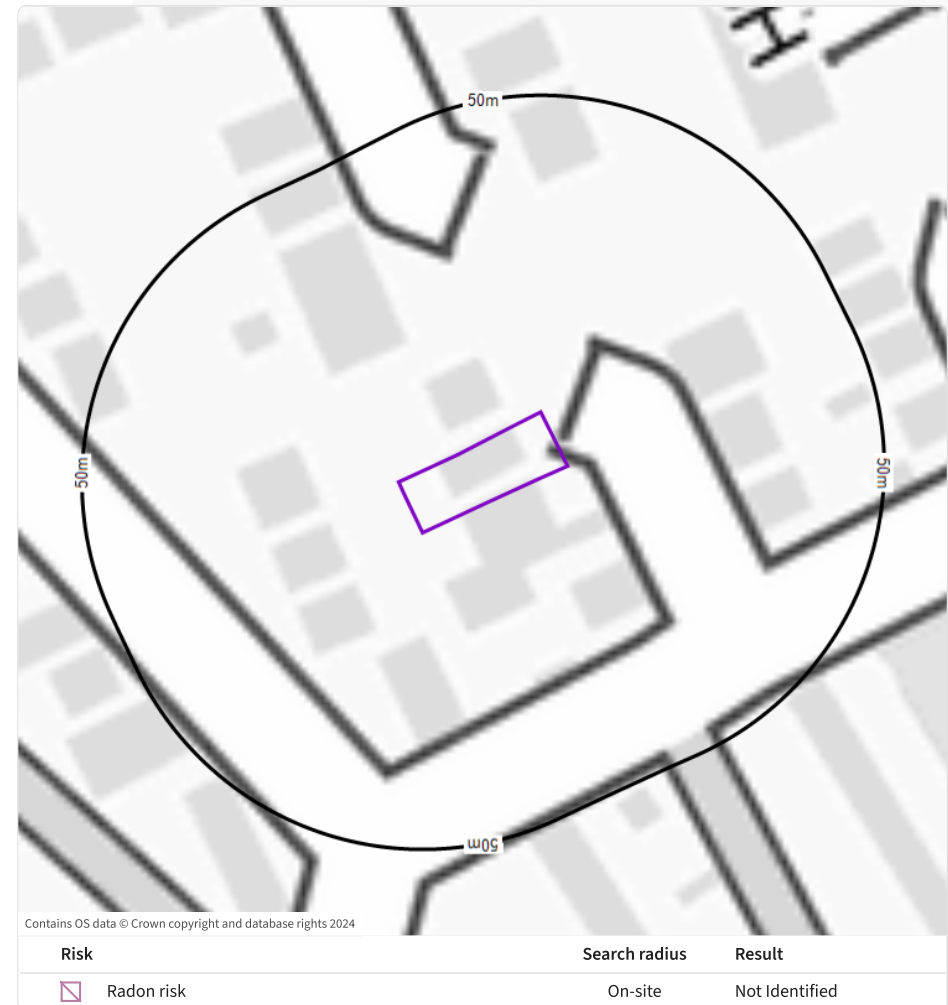 H
50m
50m
50m
50m
Contains OS data © Crown copyright and database rights 2024
Risk Search radius Result
Radon risk On-site Not Identified